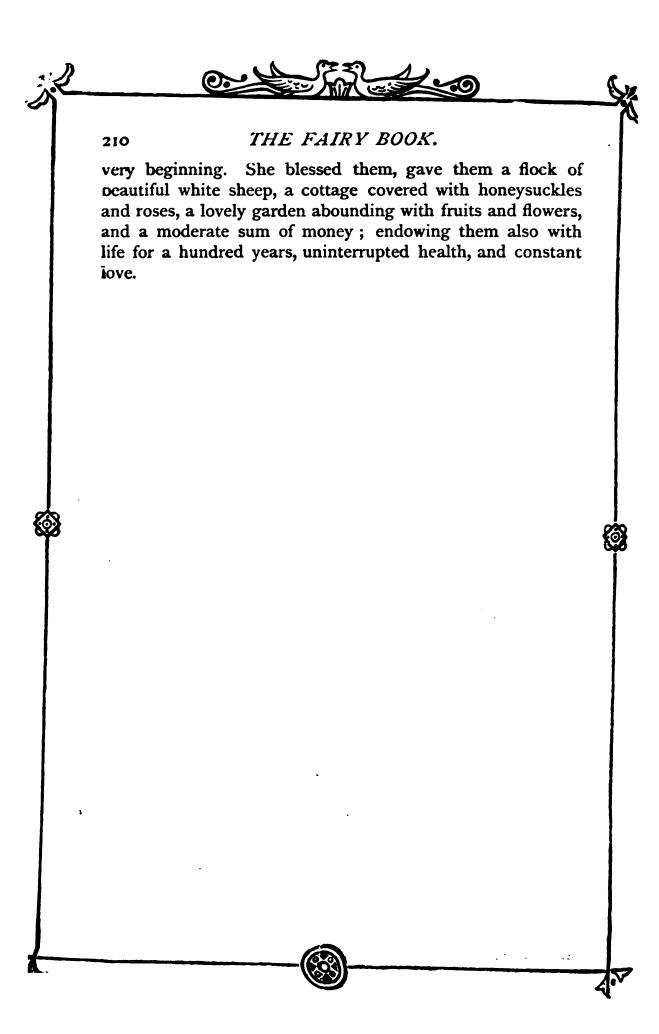 210 THE FAIRY BOOK.
very beginning. She blessed them, gave them a flock of
beautiful white sheep, a cottage covered with honeysuckles
and roses, a lovely garden abounding with fruits and flowers,
and a moderate sum of money ; endowing them also with
life for a hundred years, uninterrupted health, and constant
love.